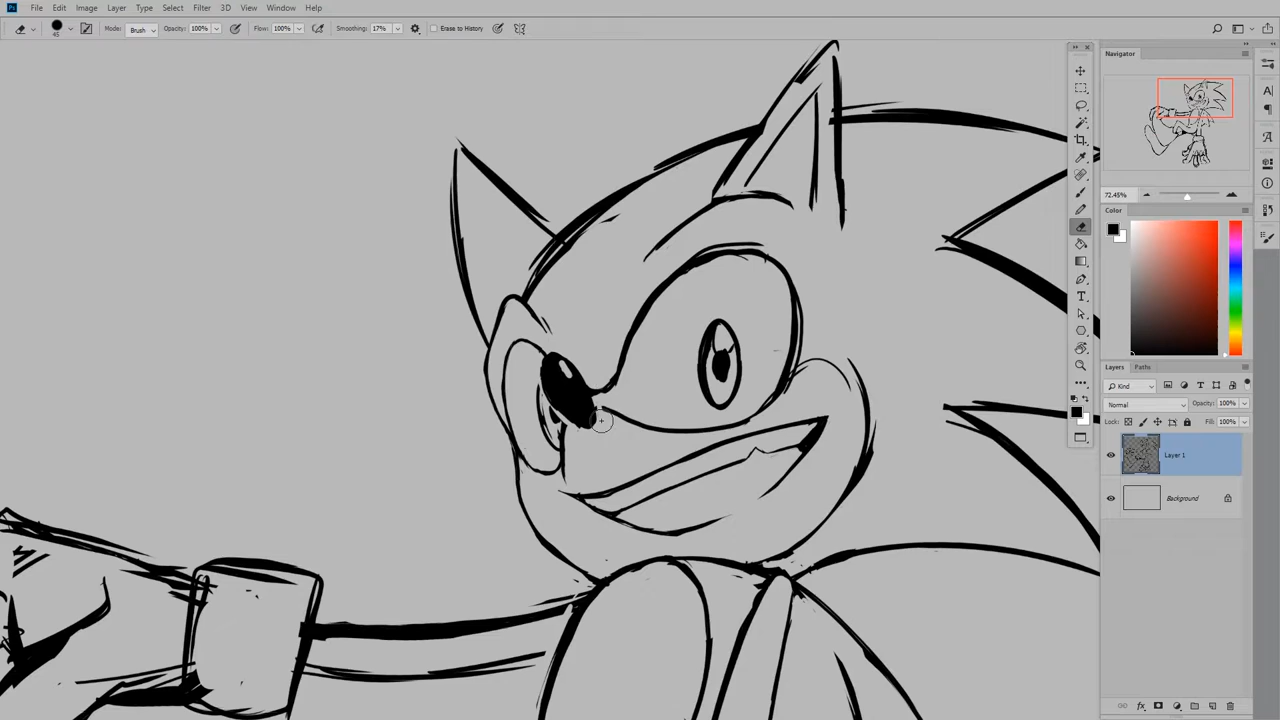 Ps File Edit Image Layer Type Select Filter 3D View Window Help
45 Mode: Brush Opacity: 100% Flow: 100% Smoothing: 17% Erase to History
Navigator
72.45%
Color
Layers Paths
Kind
Normal Opacity: 100%
Lock: Fill: 100%
Layer 1
Background